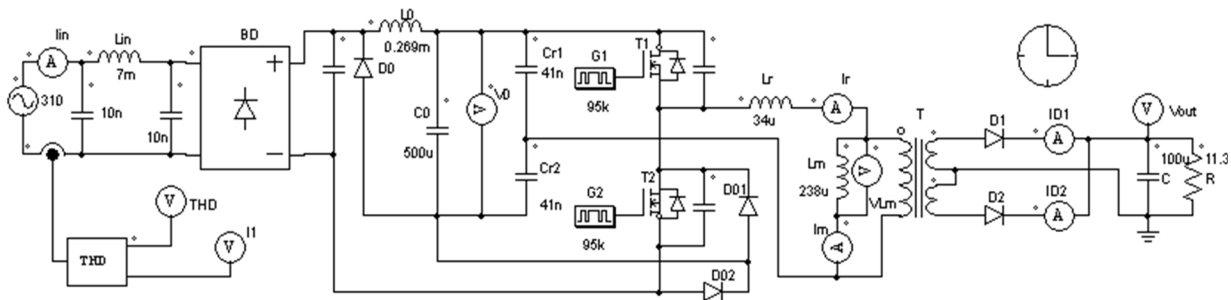 Iin
A
310
Lin
7m
10n
10n
BD
+
−
L0
0.269m
D0
C0
500u
V
V0
Cr1
41n
Cr2
41n
G1
95k
G2
95k
T1
T2
D01
D02
Lr
34u
Ir
A
Lm
238u
V
VLm
Im
A
T
D1
ID1
A
D2
ID2
A
V
Vout
100u
C
11.3
R
THD
V
THD
I1
V